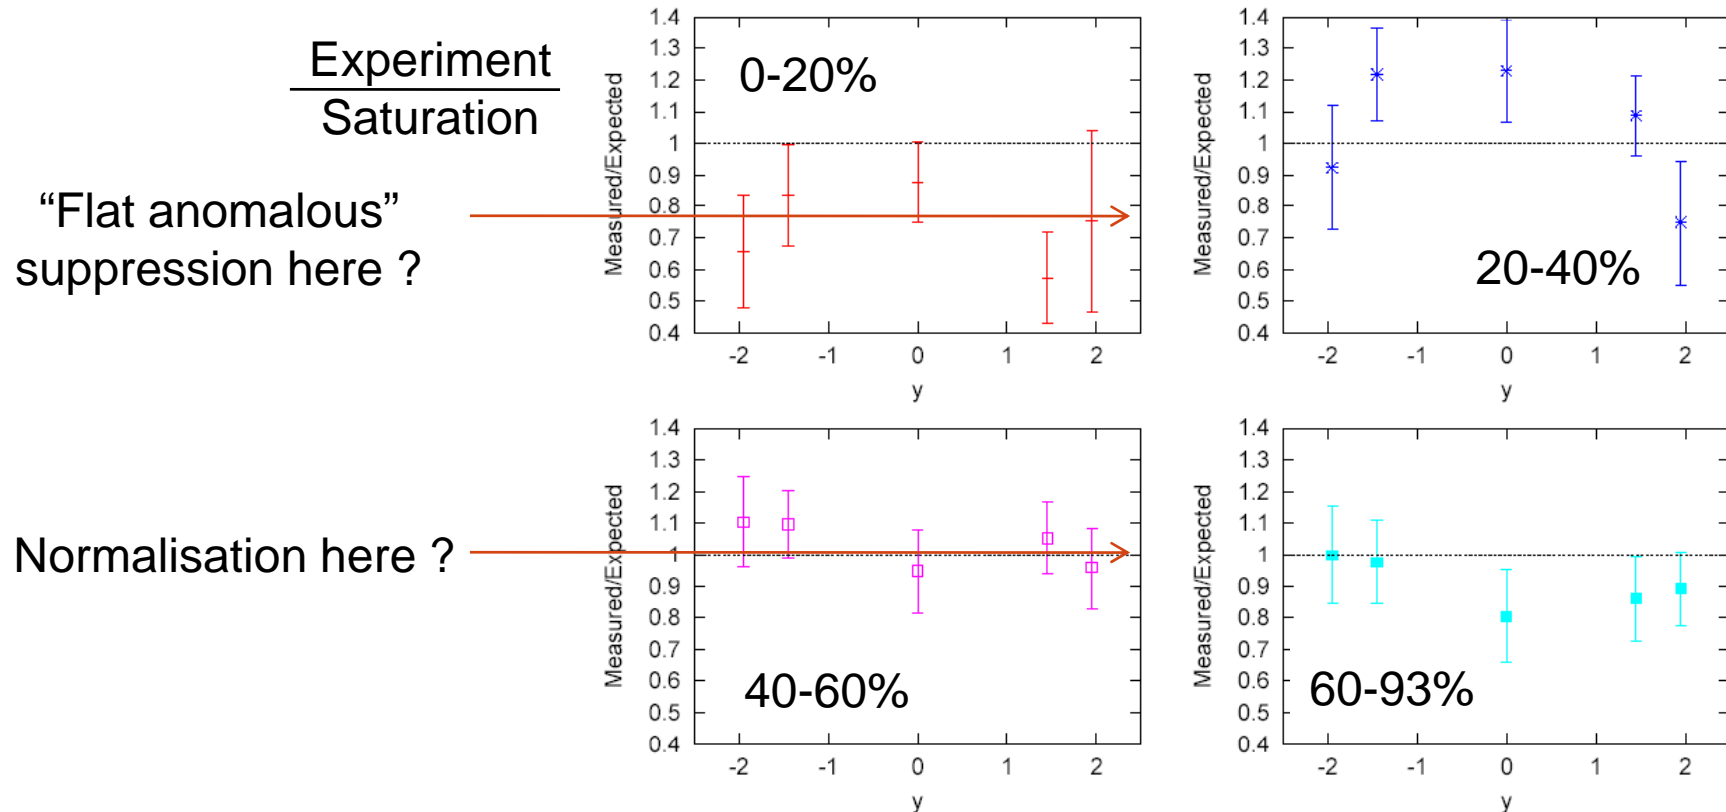 Experiment
Saturation
“Flat anomalous”
suppression here ?
Normalisation here ?
1.4
1.3
1.2
1.1
1
0.9
0.8
0.7
0.6
0.5
0.4
Measured/Expected
0-20%
-2 -1 0 1 2
y
1.4
1.3
1.2
1.1
1
0.9
0.8
0.7
0.6
0.5
0.4
Measured/Expected
20-40%
-2 -1 0 1 2
y
1.4
1.3
1.2
1.1
1
0.9
0.8
0.7
0.6
0.5
0.4
Measured/Expected
40-60%
-2 -1 0 1 2
y
1.4
1.3
1.2
1.1
1
0.9
0.8
0.7
0.6
0.5
0.4
Measured/Expected
60-93%
-2 -1 0 1 2
y